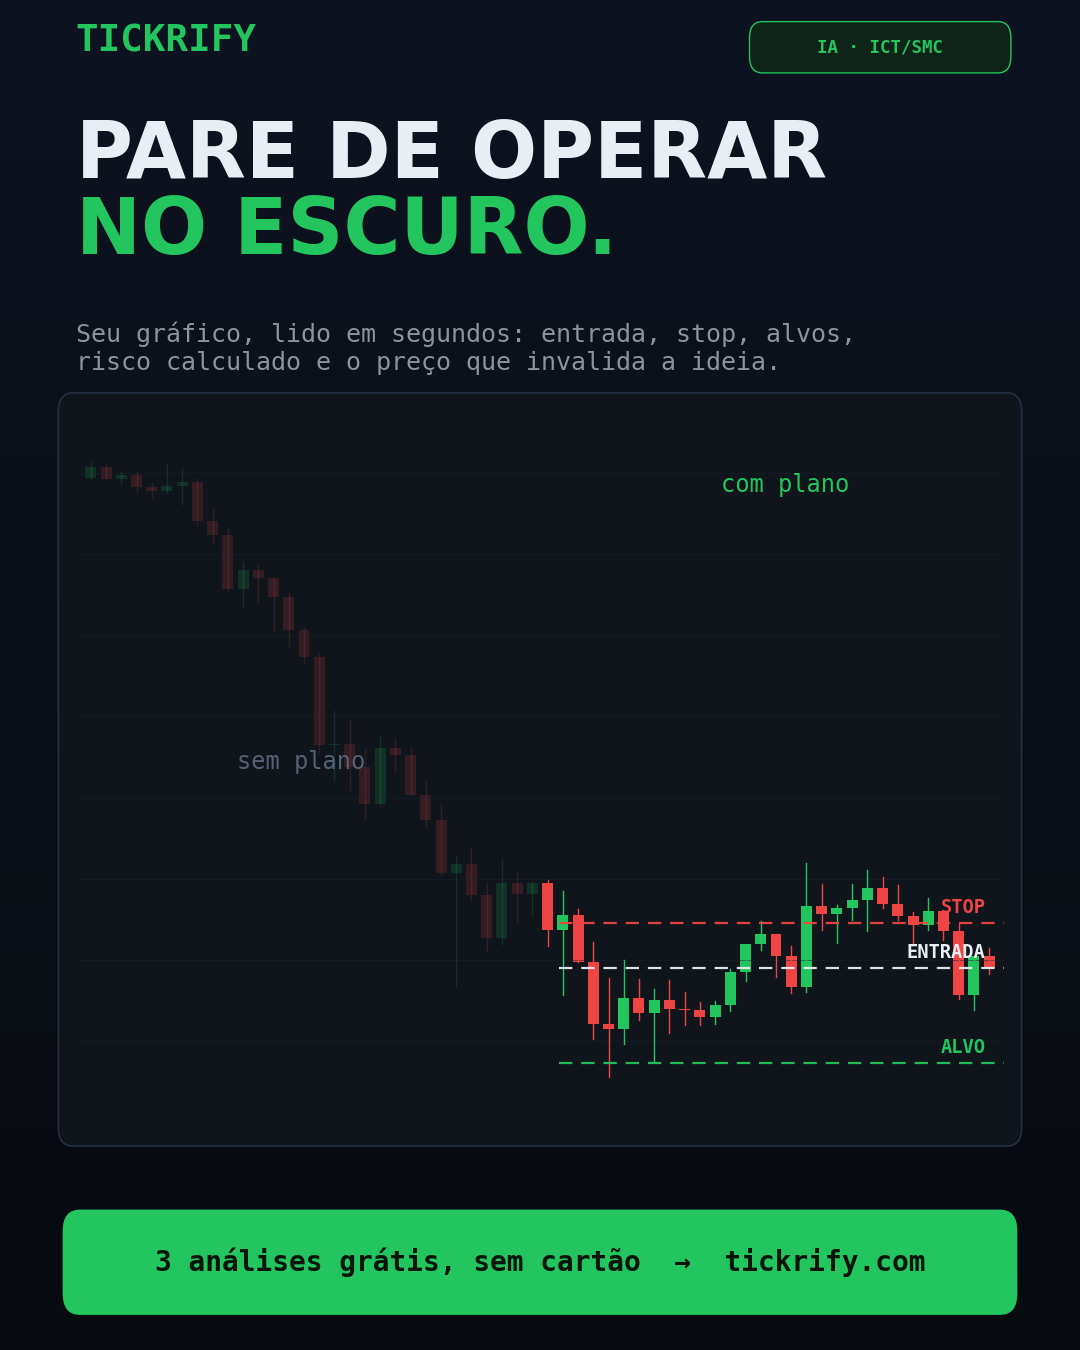 TICKRIFY
IA · ICT/SMC
PARE DE OPERAR
NO ESCURO.
Seu gráfico, lido em segundos: entrada, stop, alvos,
risco calculado e o preço que invalida a ideia.
com plano
sem plano
STOP
ENTRADA
ALVO
3 análises grátis, sem cartão → tickrify.com